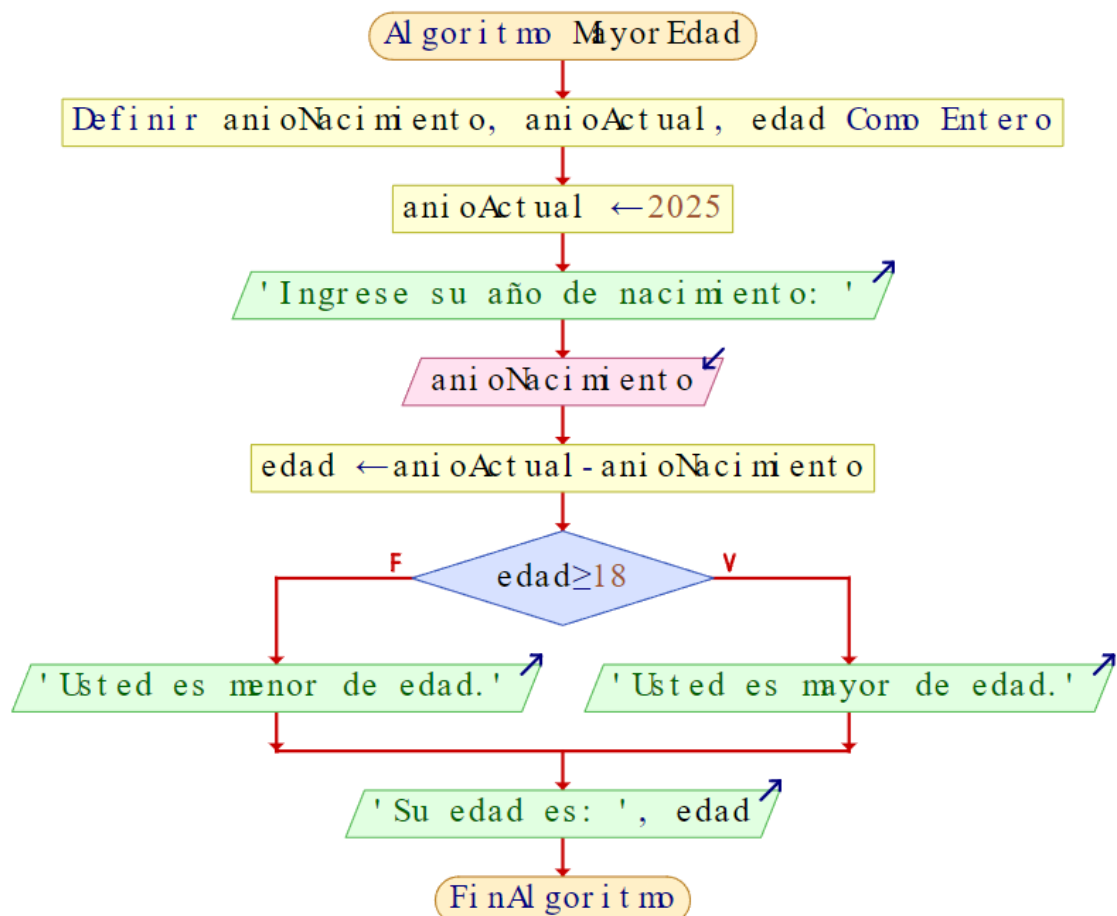 Algoritmo MayorEdad
Definir anioNacimiento, anioActual, edad Como Entero
anioActual ←2025
'Ingrese su año de nacimiento: '
anioNacimiento
edad ←anioActual-anioNacimiento
F
edad≥18
V
'Usted es menor de edad.'
'Usted es mayor de edad.'
'Su edad es: ', edad
FinAlgoritmo